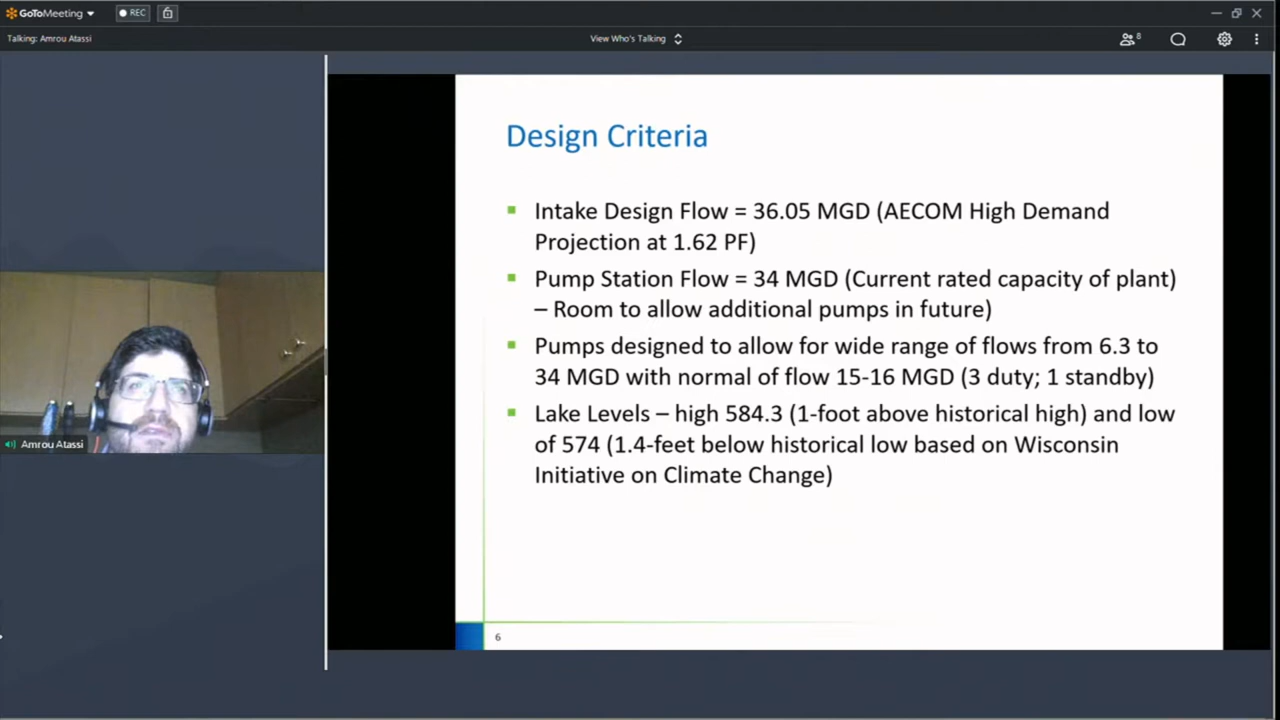 GoToMeeting
REC
Talking: Amrou Atassi
View Who's Talking
8
Design Criteria
Intake Design Flow = 36.05 MGD (AECOM High Demand
Projection at 1.62 PF)
Pump Station Flow = 34 MGD (Current rated capacity of plant)
– Room to allow additional pumps in future)
Pumps designed to allow for wide range of flows from 6.3 to
34 MGD with normal of flow 15-16 MGD (3 duty; 1 standby)
Lake Levels – high 584.3 (1-foot above historical high) and low
of 574 (1.4-feet below historical low based on Wisconsin
Initiative on Climate Change)
Amrou Atassi
6